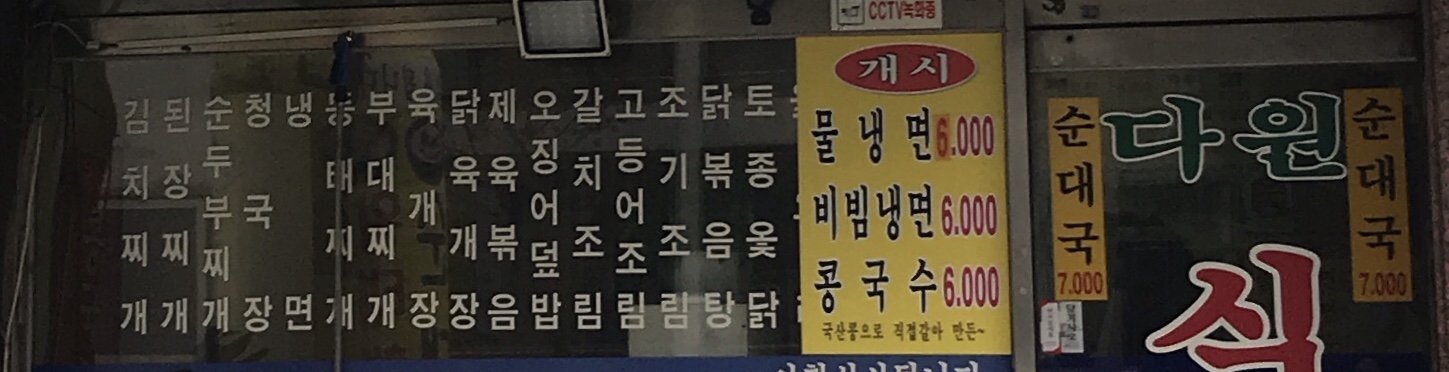 CCTV녹화중
김치찌개
된장찌개
순두부찌개
청국장
냉면
동태찌개
부대찌개
육개장
닭육개장
제육볶음
오징어덮밥
갈치조림
고등어조림
조기조림
닭볶음탕
토종옻닭
개시
물냉면 6.000
비빔냉면 6.000
콩국수 6.000
국산콩으로 직접갈아 만든~
순대국
7.000
다원
식
순대국
7.000